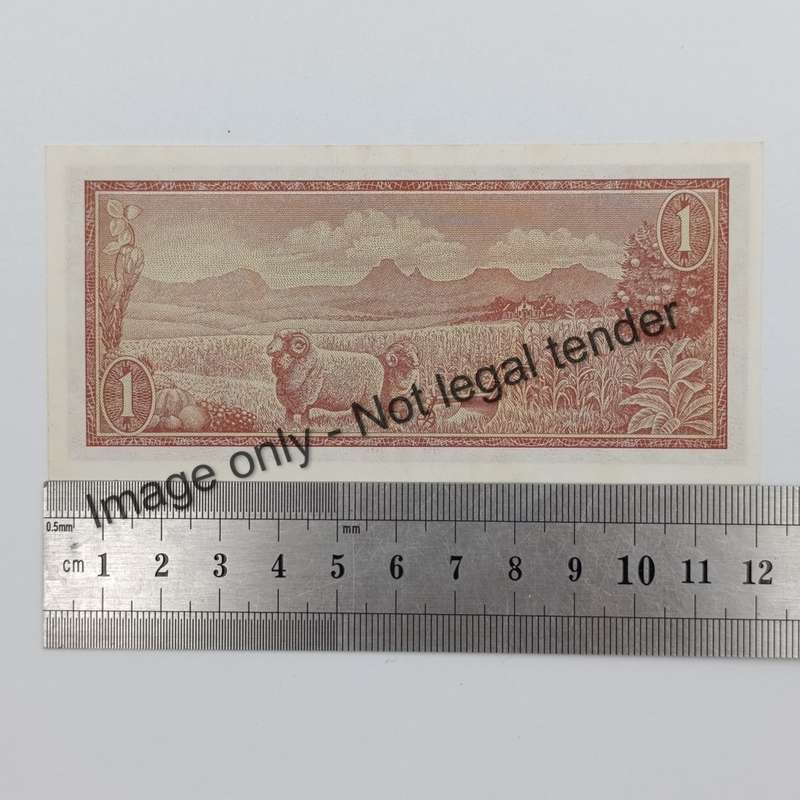 1
1
Image only - Not legal tender
0.5mm
mm
cm 1 2 3 4 5 6 7 8 9 10 11 12